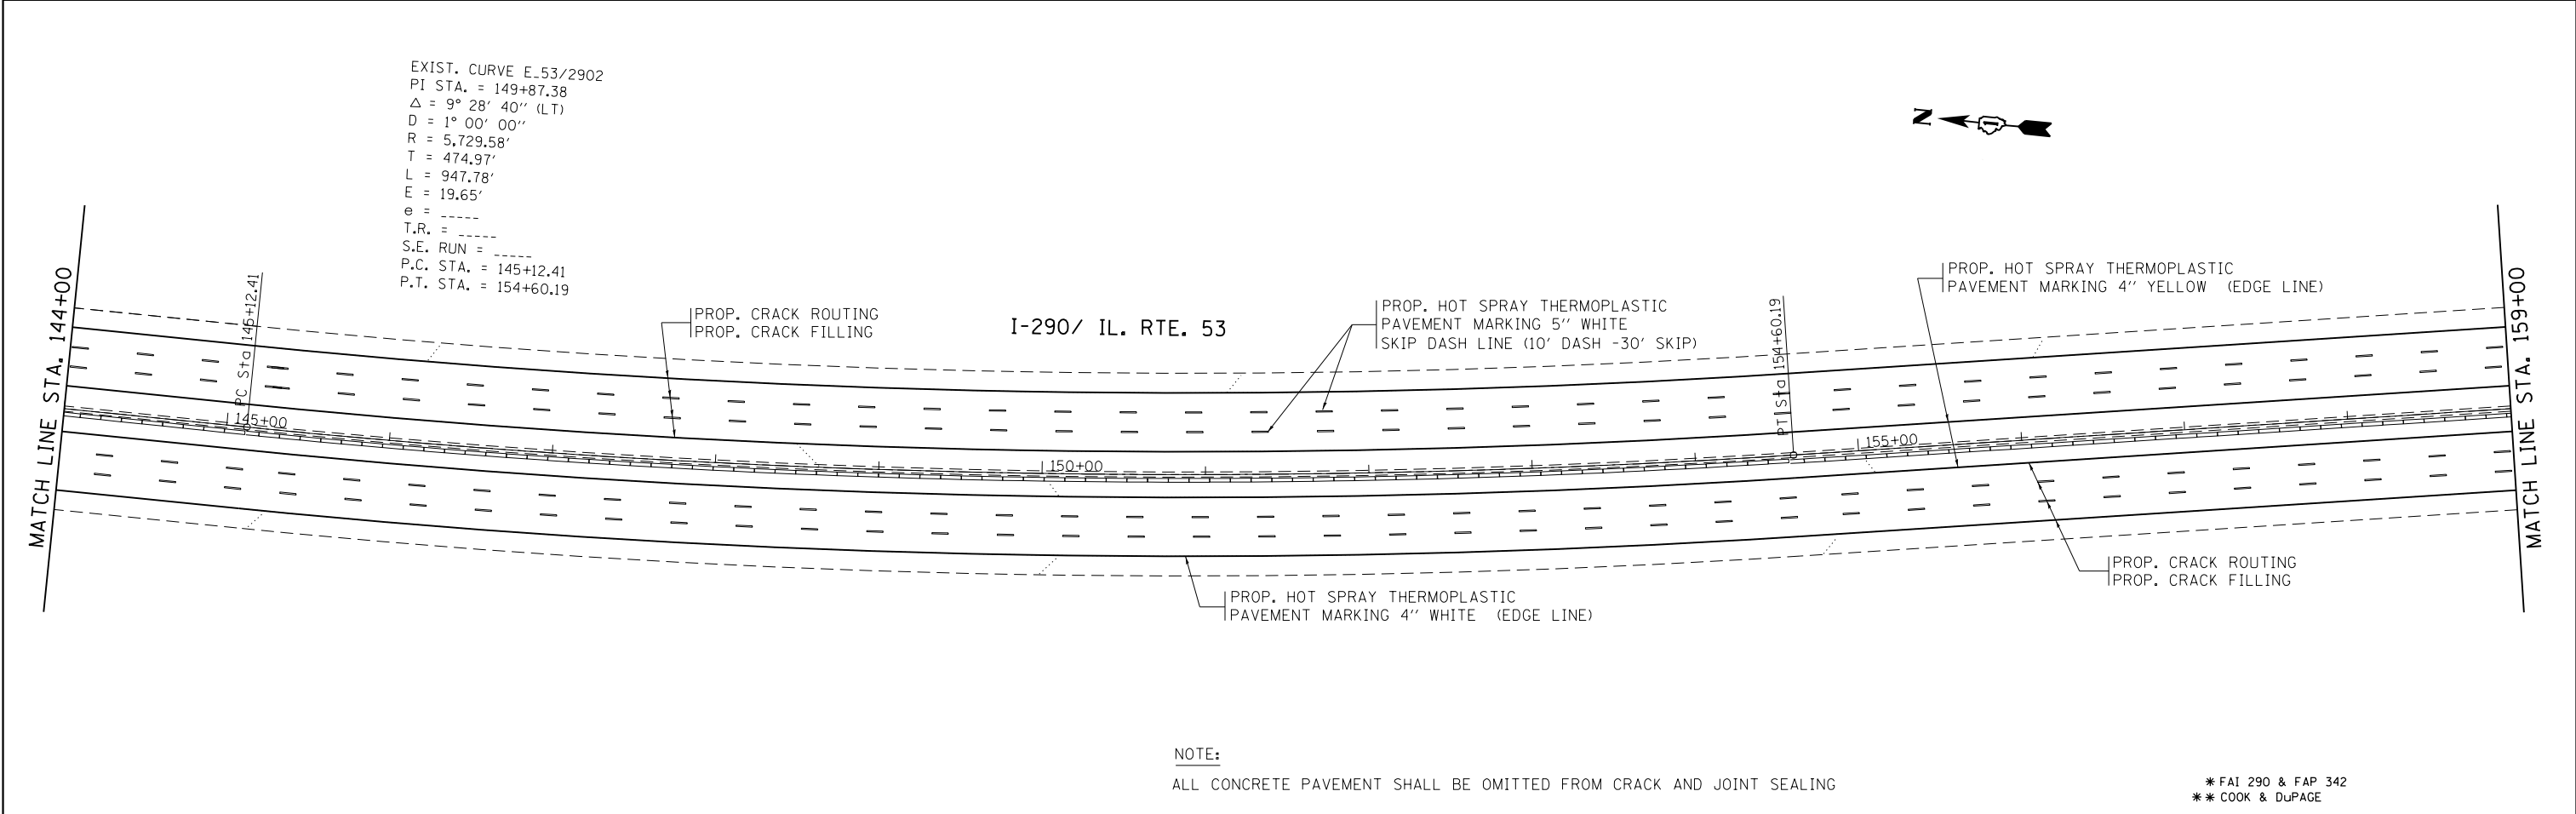 EXIST. CURVE E_53/2902
PI STA. = 149+87.38
Δ = 9° 28' 40'' (LT)
D = 1° 00' 00''
R = 5,729.58'
T = 474.97'
L = 947.78'
E = 19.65'
e = _____
T.R. = _____
S.E. RUN = _____
P.C. STA. = 145+12.41
P.T. STA. = 154+60.19
N
MATCH LINE STA. 144+00
PC Sta 145+12.41
145+00
PROP. CRACK ROUTING
PROP. CRACK FILLING
I-290/ IL. RTE. 53
PROP. HOT SPRAY THERMOPLASTIC
PAVEMENT MARKING 5'' WHITE
SKIP DASH LINE (10' DASH -30' SKIP)
150+00
PT Sta 154+60.19
155+00
PROP. HOT SPRAY THERMOPLASTIC
PAVEMENT MARKING 4'' YELLOW (EDGE LINE)
MATCH LINE STA. 159+00
PROP. CRACK ROUTING
PROP. CRACK FILLING
PROP. HOT SPRAY THERMOPLASTIC
PAVEMENT MARKING 4'' WHITE (EDGE LINE)
NOTE:
ALL CONCRETE PAVEMENT SHALL BE OMITTED FROM CRACK AND JOINT SEALING
* FAI 290 & FAP 342
** COOK & DuPAGE